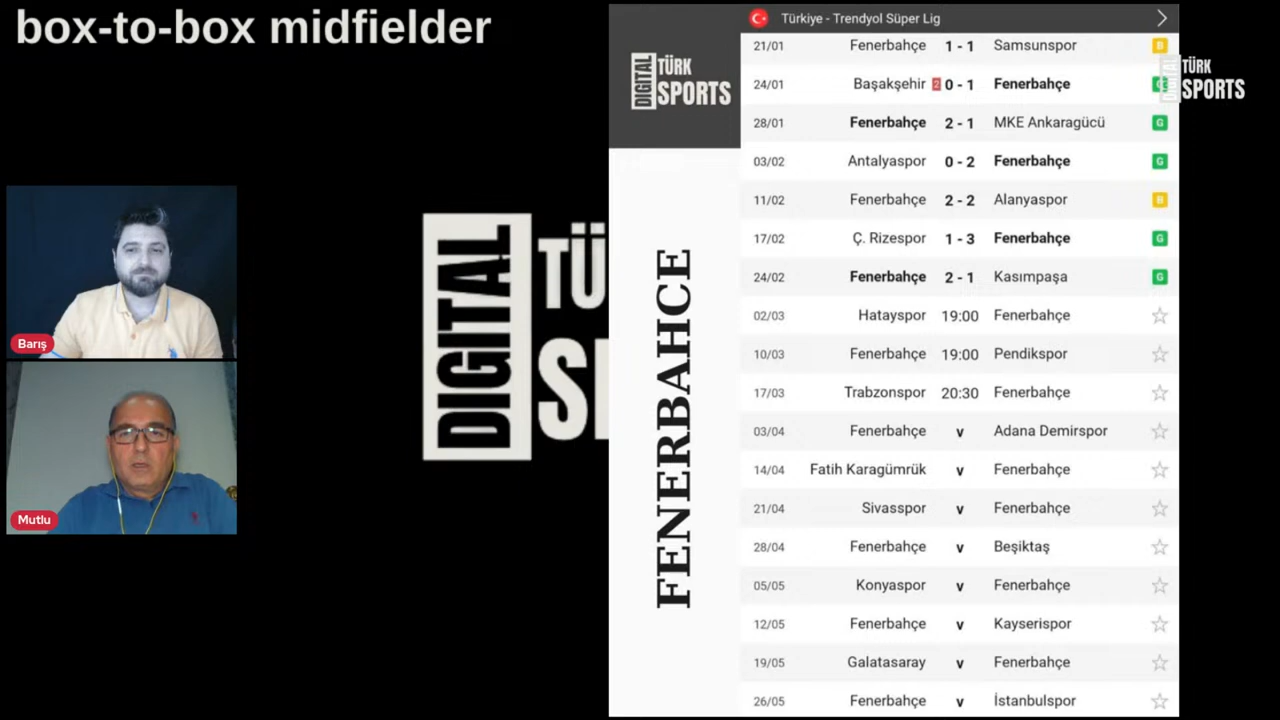 box-to-box midfielder
Barış
Mutlu
DIGITAL
TÜ
S
DIGITAL
TÜRK
SPORTS
FENERBAHCE
Türkiye - Trendyol Süper Lig
21/01 Fenerbahçe 1 - 1 Samsunspor B
24/01 Başakşehir 2 0 - 1 Fenerbahçe G
28/01 Fenerbahçe 2 - 1 MKE Ankaragücü G
03/02 Antalyaspor 0 - 2 Fenerbahçe G
11/02 Fenerbahçe 2 - 2 Alanyaspor B
17/02 Ç. Rizespor 1 - 3 Fenerbahçe G
24/02 Fenerbahçe 2 - 1 Kasımpaşa G
02/03 Hatayspor 19:00 Fenerbahçe
10/03 Fenerbahçe 19:00 Pendikspor
17/03 Trabzonspor 20:30 Fenerbahçe
03/04 Fenerbahçe v Adana Demirspor
14/04 Fatih Karagümrük v Fenerbahçe
21/04 Sivasspor v Fenerbahçe
28/04 Fenerbahçe v Beşiktaş
05/05 Konyaspor v Fenerbahçe
12/05 Fenerbahçe v Kayserispor
19/05 Galatasaray v Fenerbahçe
26/05 Fenerbahçe v İstanbulspor
DIGITAL
TÜRK
SPORTS